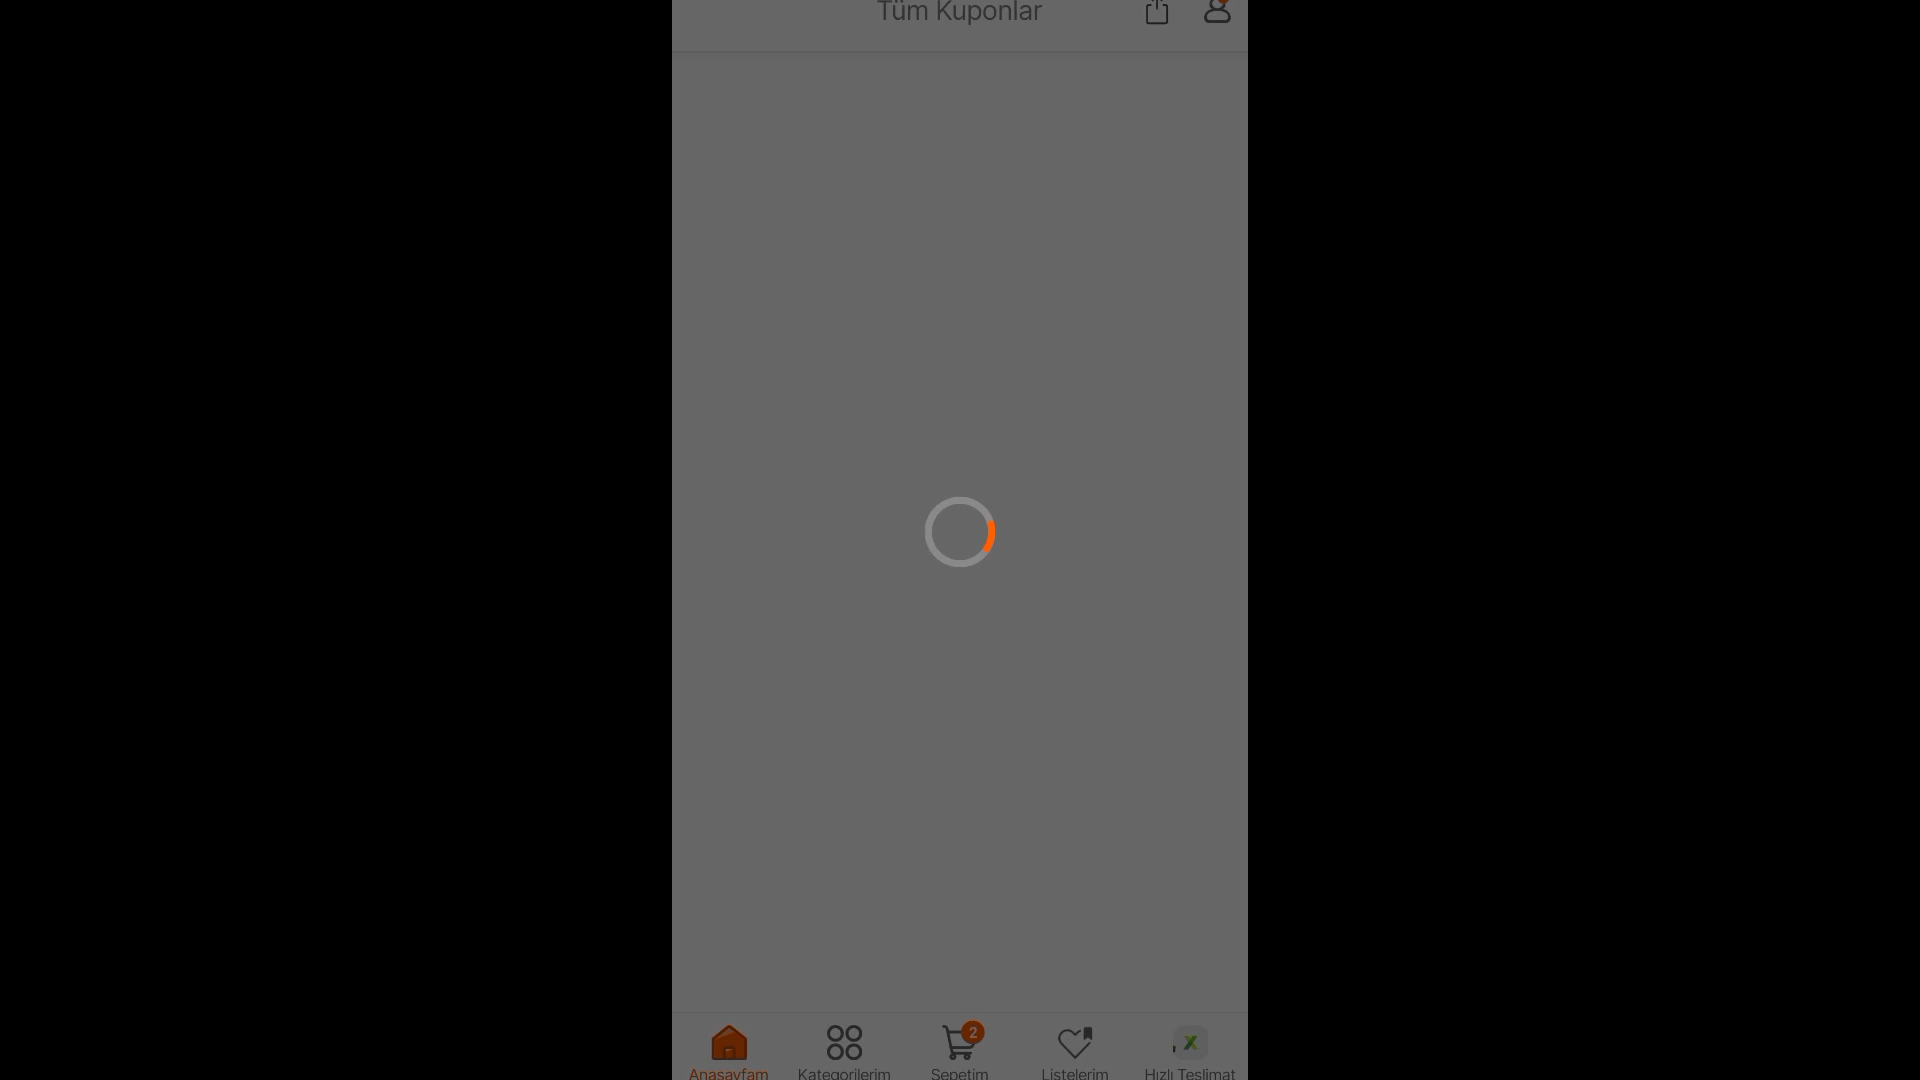 Tüm Kuponlar
2
Anasayfam
Kategorilerim
Sepetim
Listelerim
Hızlı Teslimat